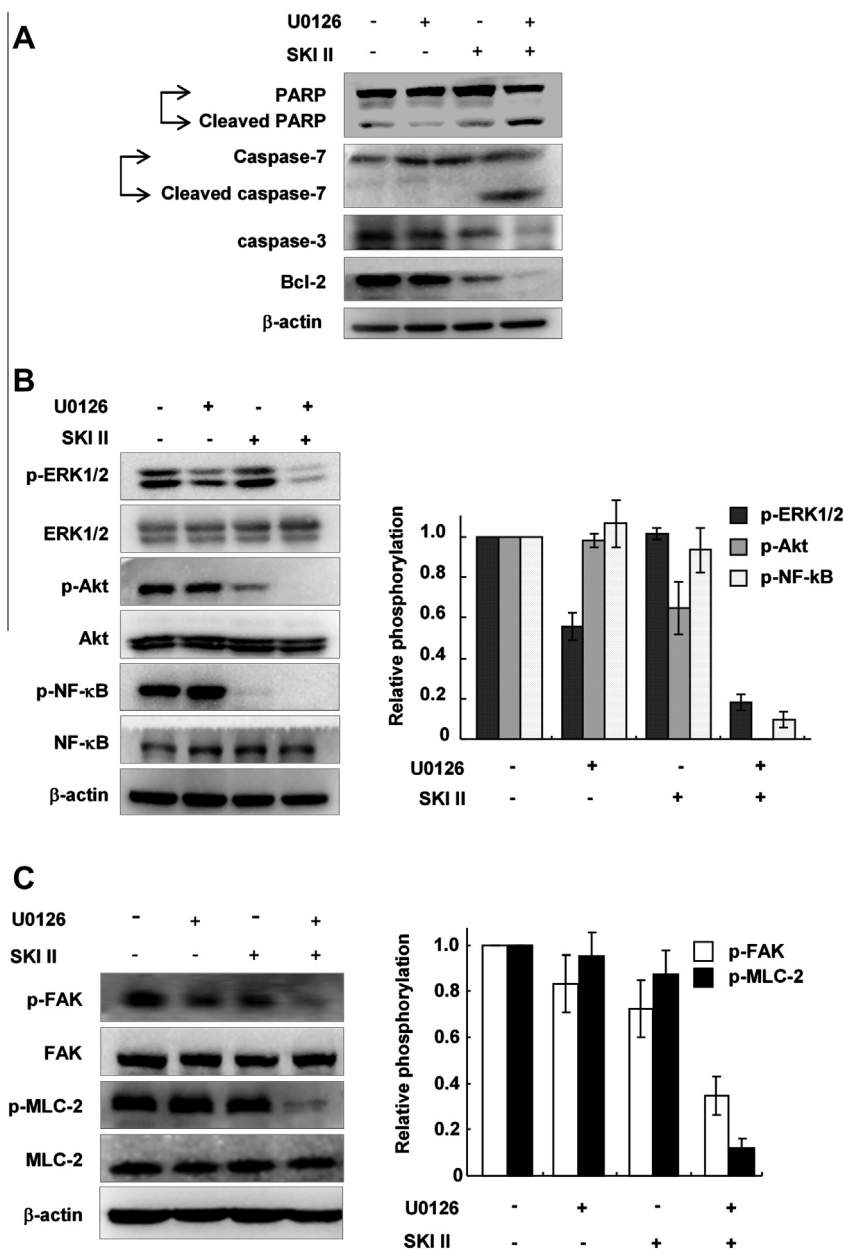 A
U0126 - + - +
SKI II - - + +
PARP
Cleaved PARP
Caspase-7
Cleaved caspase-7
caspase-3
Bcl-2
β-actin
B
U0126 - + - +
SKI II - - + +
p-ERK1/2
ERK1/2
p-Akt
Akt
p-NF-κB
NF-κB
β-actin
Relative phosphorylation
1.0
0.8
0.6
0.4
0.2
0
p-ERK1/2
p-Akt
p-NF-kB
U0126 - + - +
SKI II - - + +
C
U0126 - + - +
SKI II - - + +
p-FAK
FAK
p-MLC-2
MLC-2
β-actin
Relative phosphorylation
1.0
0.8
0.6
0.4
0.2
0
p-FAK
p-MLC-2
U0126 - + - +
SKI II - - + +